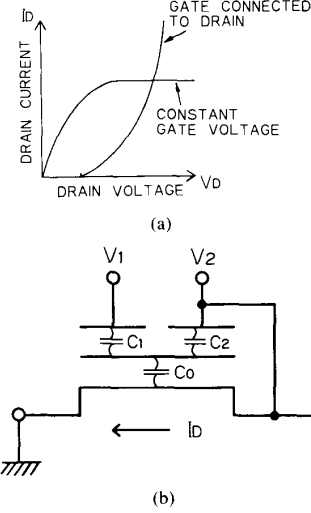 ID
GATE CONNECTED
TO DRAIN
DRAIN CURRENT
CONSTANT
GATE VOLTAGE
DRAIN VOLTAGE
VD
(a)
V1
V2
C1
C2
C0
ID
(b)